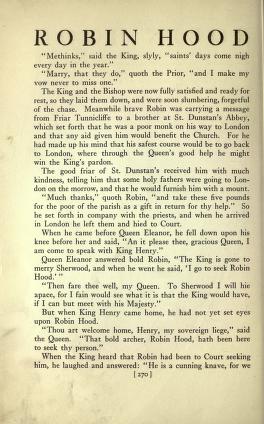 ROBIN HOOD
"Methinks," said the King, slyly, "saints' days come nigh
every day in the year."
"Marry, that they do," quoth the Prior, "and I make my
vow never to miss one."
The King and the Bishop were now fully satisfied and ready for
rest, so they laid them down, and were soon slumbering, forgetful
of the chase. Meanwhile brave Robin was carrying a message
from Friar Tunnicliffe to a brother at St. Dunstan's Abbey,
which set forth that he was a poor monk on his way to London
and that any aid given him would benefit the Church. For he
had made up his mind that his safest course would be to go back
to London, where through the Queen's good help he might
win the King's pardon.
The good friar of St. Dunstan's received him with much
kindness, telling him that some holy fathers were going to Lon-
don on the morrow, and that he would furnish him with a mount.
"Much thanks," quoth Robin, "and take these five pounds
for the poor of the parish as a gift in return for thy help." So
he set forth in company with the priests, and when he arrived
in London he left them and hied to Court.
When he came before Queen Eleanor, he fell down upon his
knee before her and said, "An it please thee, gracious Queen, I
am come to speak with King Henry."
Queen Eleanor answered bold Robin, "The King is gone to
merry Sherwood, and when he went he said, 'I go to seek Robin
Hood.'"
"Then fare thee well, my Queen. To Sherwood I will hie
apace, for I fain would see what it is that the King would have,
if I can but meet with his Majesty."
But when King Henry came home, he had not yet set eyes
upon Robin Hood.
"Thou art welcome home, Henry, my sovereign liege," said
the Queen. "That bold archer, Robin Hood, hath been here
to seek thy person."
When the King heard that Robin had been to Court seeking
him, he laughed and answered: "He is a cunning knave, for we
[270]